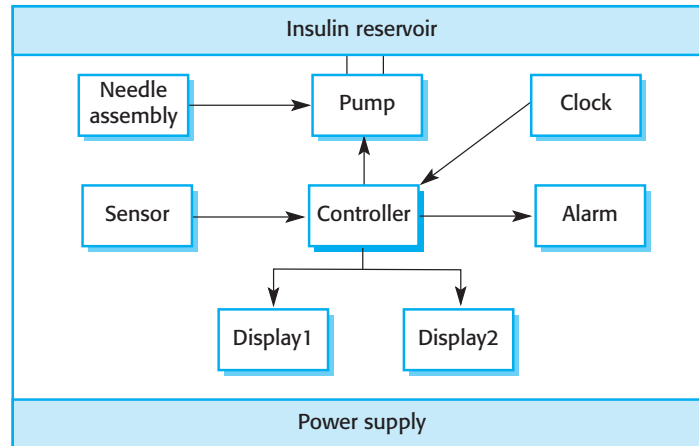 Insulin reservoir
Needle
assembly
Pump
Clock
Sensor
Controller
Alarm
Display1
Display2
Power supply